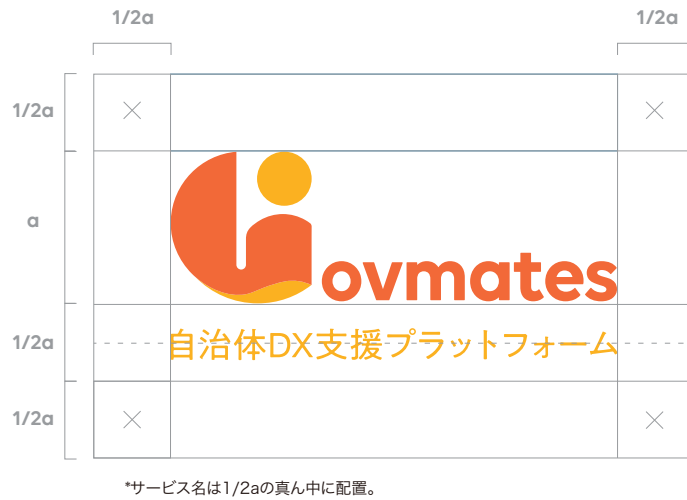 1/2a 1/2a
1/2a
a
Govmates
1/2a
自治体DX支援プラットフォーム
1/2a
*サービス名は1/2aの真ん中に配置。